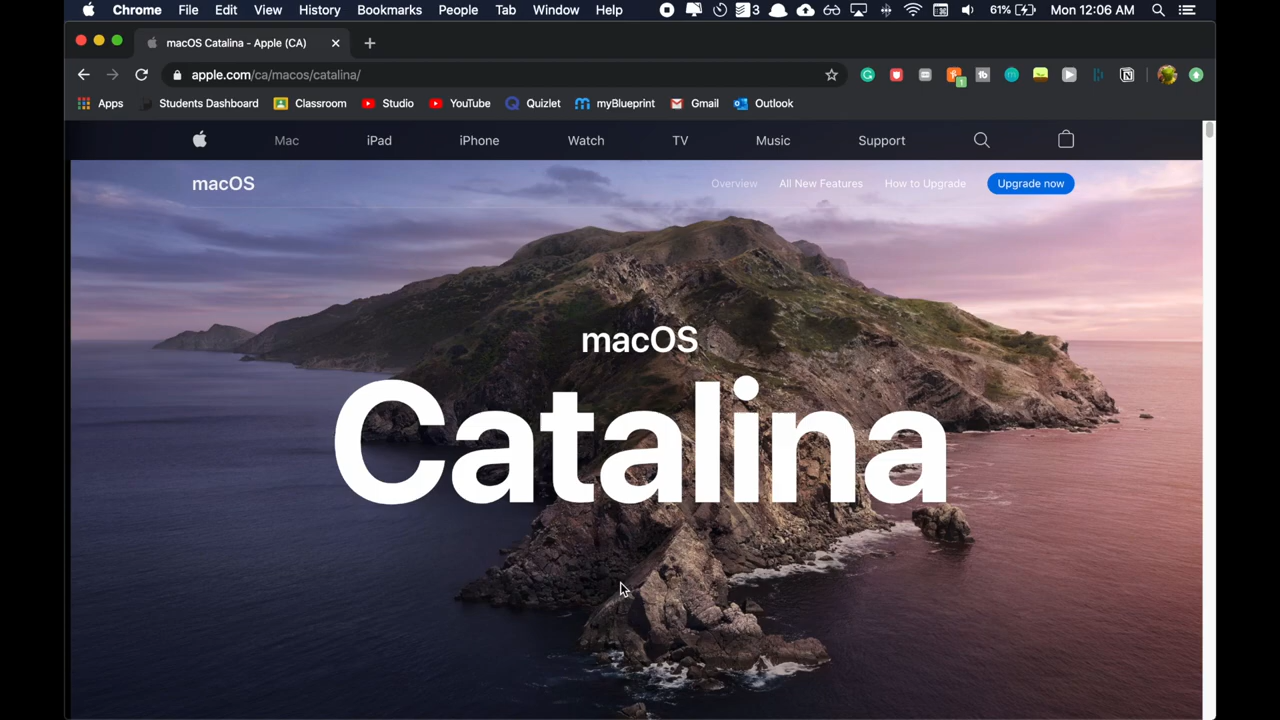 Chrome File Edit View History Bookmarks People Tab Window Help 3 61% Mon 12:06 AM
macOS Catalina - Apple (CA)
apple.com/ca/macos/catalina/
1
Apps Students Dashboard Classroom Studio YouTube Quizlet myBlueprint Gmail Outlook
Mac iPad iPhone Watch TV Music Support
macOS Overview All New Features How to Upgrade Upgrade now
macOS
Catalina